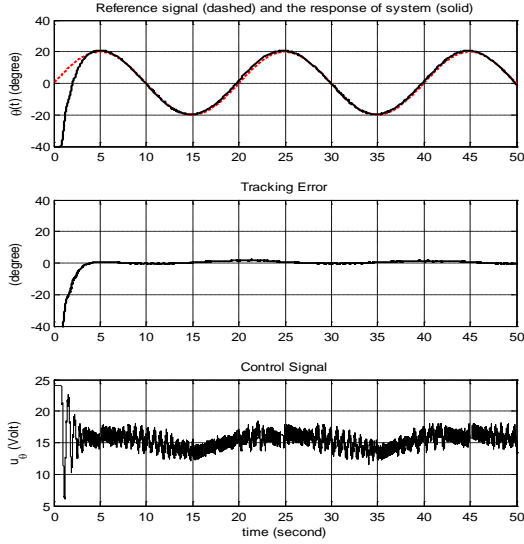 Reference signal (dashed) and the response of system (solid)
40
20
0
-20
-40
θ(t) (degree)
0 5 10 15 20 25 30 35 40 45 50
Tracking Error
40
20
0
-20
-40
(degree)
0 5 10 15 20 25 30 35 40 45 50
Control Signal
25
20
15
10
5
uθ (Volt)
0 5 10 15 20 25 30 35 40 45 50
time (second)